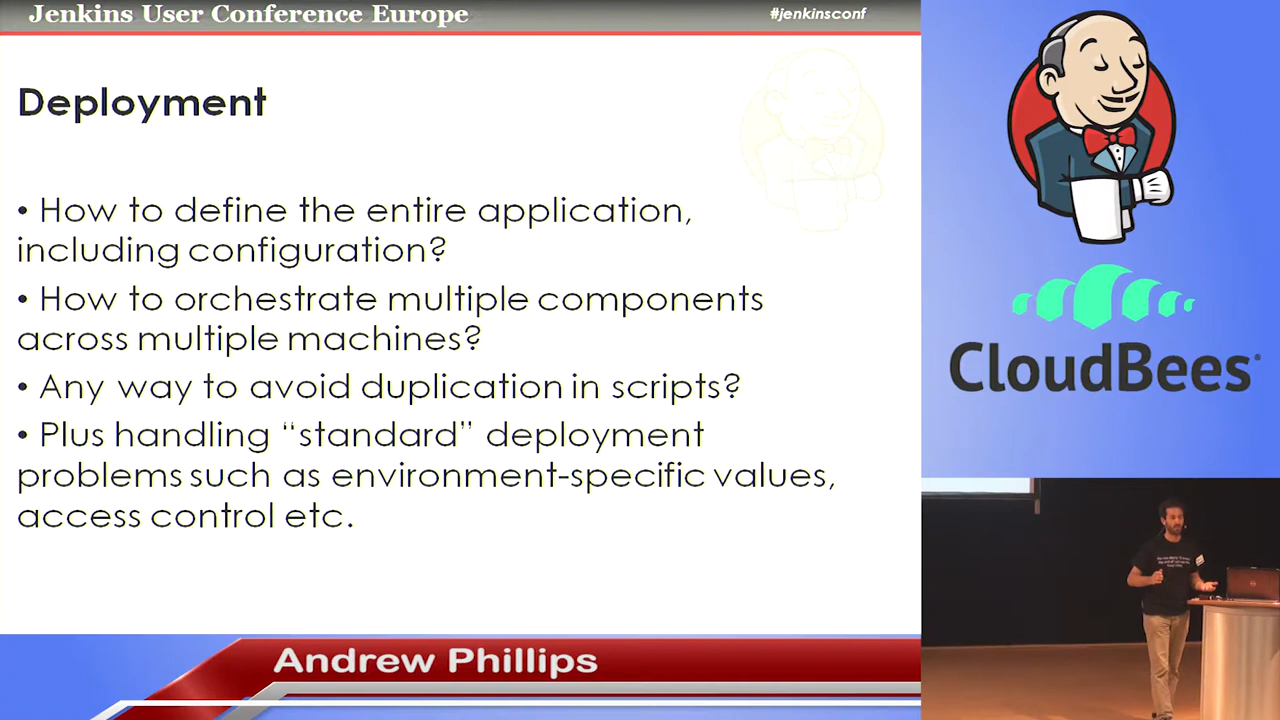 Jenkins User Conference Europe
#jenkinsconf
Deployment
• How to define the entire application,
including configuration?
• How to orchestrate multiple components
across multiple machines?
• Any way to avoid duplication in scripts?
• Plus handling “standard” deployment
problems such as environment-specific values,
access control etc.
CloudBees
Andrew Phillips